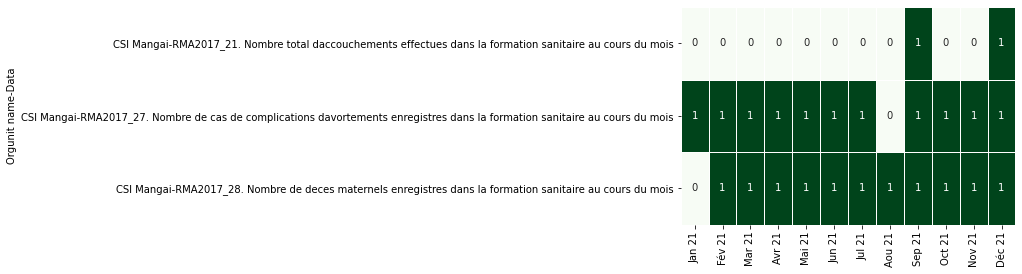 CSI Mangai-RMA2017_21. Nombre total daccouchements effectues dans la formation sanitaire au cours du mois
0 0 0 0 0 0 0 0 1 0 0 1
Orgunit name-Data
CSI Mangai-RMA2017_27. Nombre de cas de complications davortements enregistres dans la formation sanitaire au cours du mois
1 1 1 1 1 1 1 0 1 1 1 1
CSI Mangai-RMA2017_28. Nombre de deces maternels enregistres dans la formation sanitaire au cours du mois
0 1 1 1 1 1 1 1 1 1 1 1
Jan 21
Fév 21
Mar 21
Avr 21
Mai 21
Jun 21
Jul 21
Aou 21
Sep 21
Oct 21
Nov 21
Déc 21